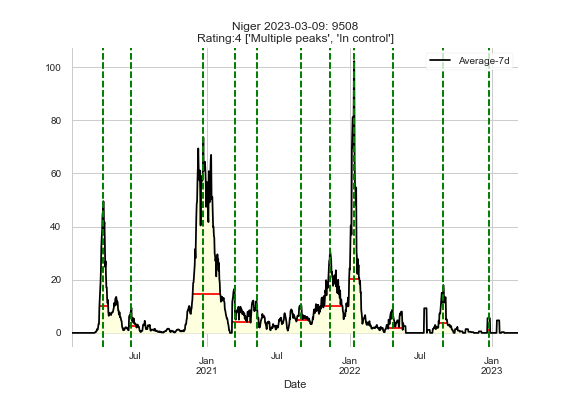 Niger 2023-03-09: 9508
Rating:4 ['Multiple peaks', 'In control']
Average-7d
100
80
60
40
20
0
Jul
Jan
2021
Jul
Jan
2022
Jul
Jan
2023
Date